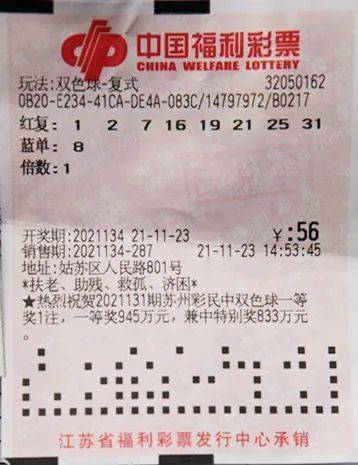 中国福利彩票
CHINA WELFARE LOTTERY
玩法:双色球-复式 32050162
0B20-E234-41CA-DE4A-083C/14797972/B0217
红复: 1 2 7 16 19 21 25 31
蓝单: 8
倍数:1
开奖期:2021134 21-11-23 ¥:56
销售期:2021134-287 21-11-23 14:53:45
地址:姑苏区人民路801号
*扶老、助残、救孤、济困*
★热烈祝贺2021131期苏州彩民中双色球一等
奖1注，一等奖945万元，兼中特别奖833万元
江苏省福利彩票发行中心承销